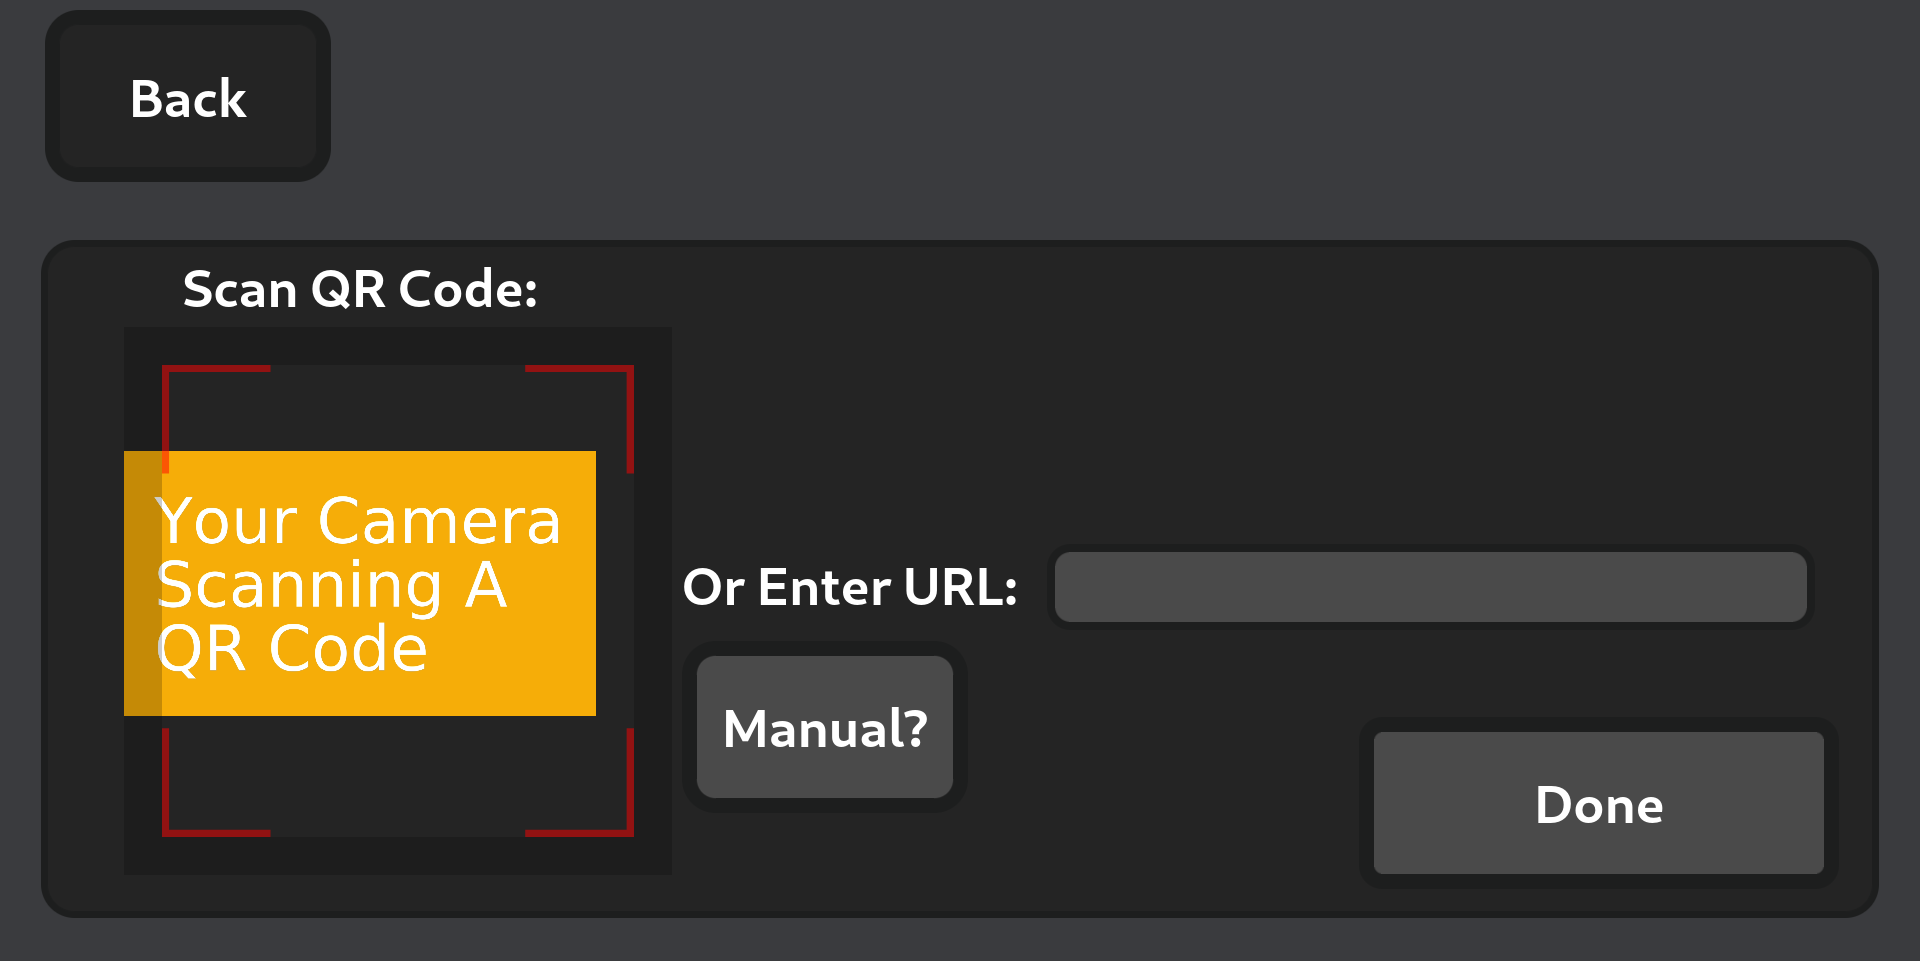 Back
Scan QR Code:
Your Camera
Scanning A
QR Code
Or Enter URL:
Manual?
Done